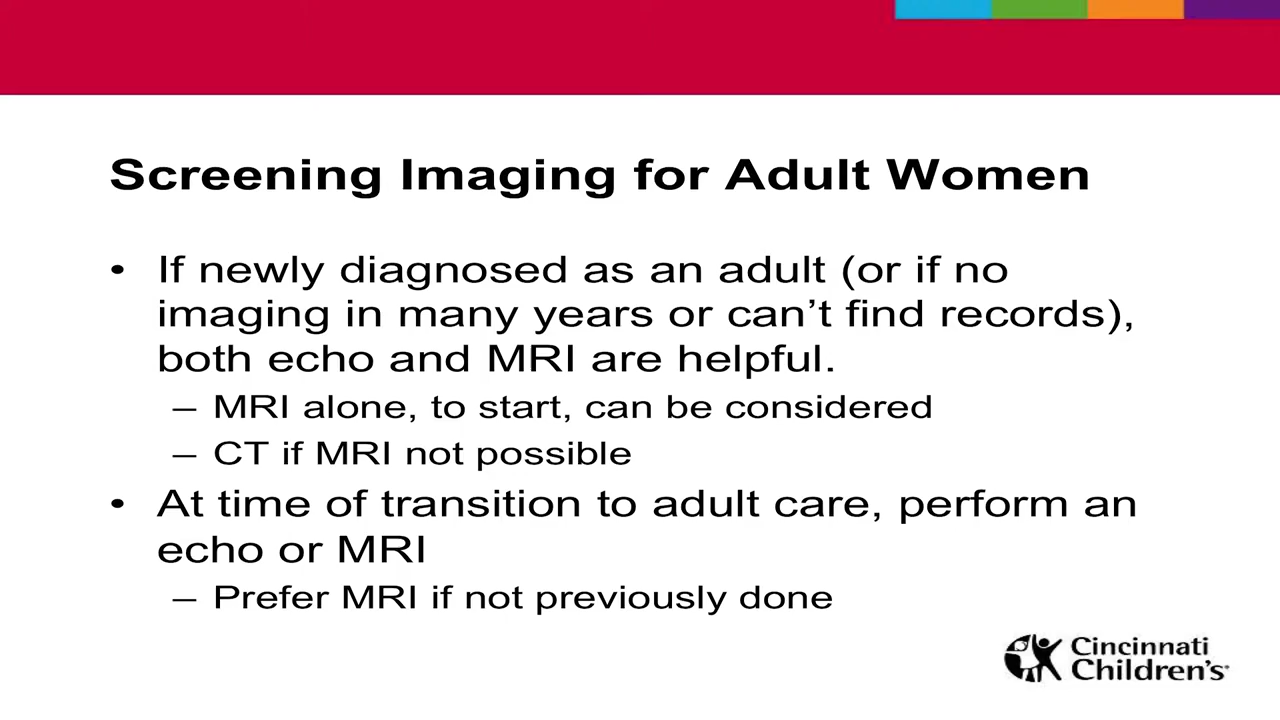 Screening Imaging for Adult Women
• If newly diagnosed as an adult (or if no
imaging in many years or can’t find records),
both echo and MRI are helpful.
– MRI alone, to start, can be considered
– CT if MRI not possible
• At time of transition to adult care, perform an
echo or MRI
– Prefer MRI if not previously done
Cincinnati
Children’s